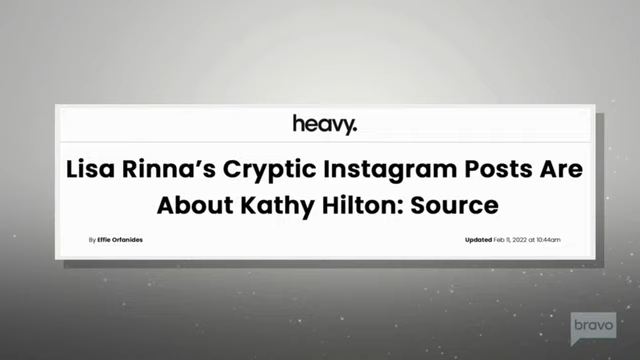 heavy.
Lisa Rinna's Cryptic Instagram Posts Are
About Kathy Hilton: Source
By Effie Orfanides
Updated Feb 11, 2022 at 10:44am
bravo